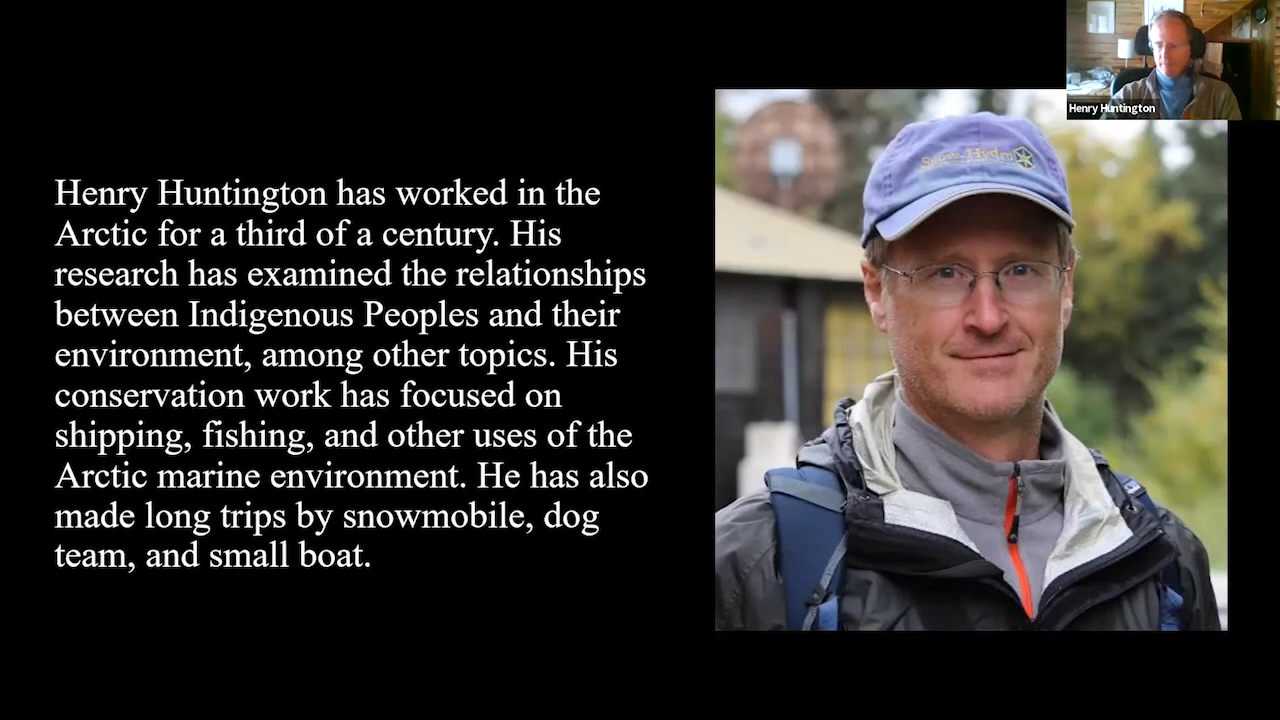 Henry Huntington
Henry Huntington has worked in the
Arctic for a third of a century. His
research has examined the relationships
between Indigenous Peoples and their
environment, among other topics. His
conservation work has focused on
shipping, fishing, and other uses of the
Arctic marine environment. He has also
made long trips by snowmobile, dog
team, and small boat.
Hydro